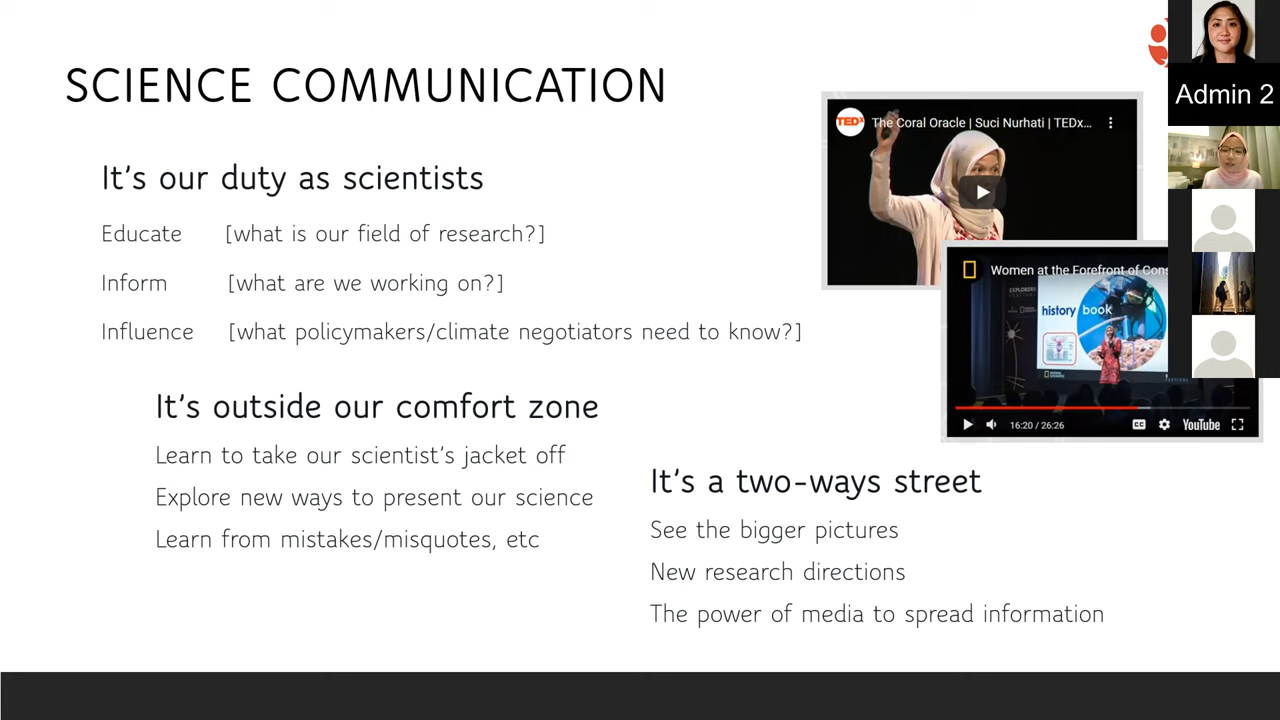 SCIENCE COMMUNICATION
It's our duty as scientists
Educate [what is our field of research?]
Inform [what are we working on?]
Influence [what policymakers/climate negotiators need to know?]
It's outside our comfort zone
Learn to take our scientist's jacket off
Explore new ways to present our science
Learn from mistakes/misquotes, etc
It's a two-ways street
See the bigger pictures
New research directions
The power of media to spread information
TEDx The Coral Oracle | Suci Nurhati | TEDx...
Women at the Forefront of Cons
EXPLORERS
history book
16:20 / 26:26
CC
YouTube
Admin 2